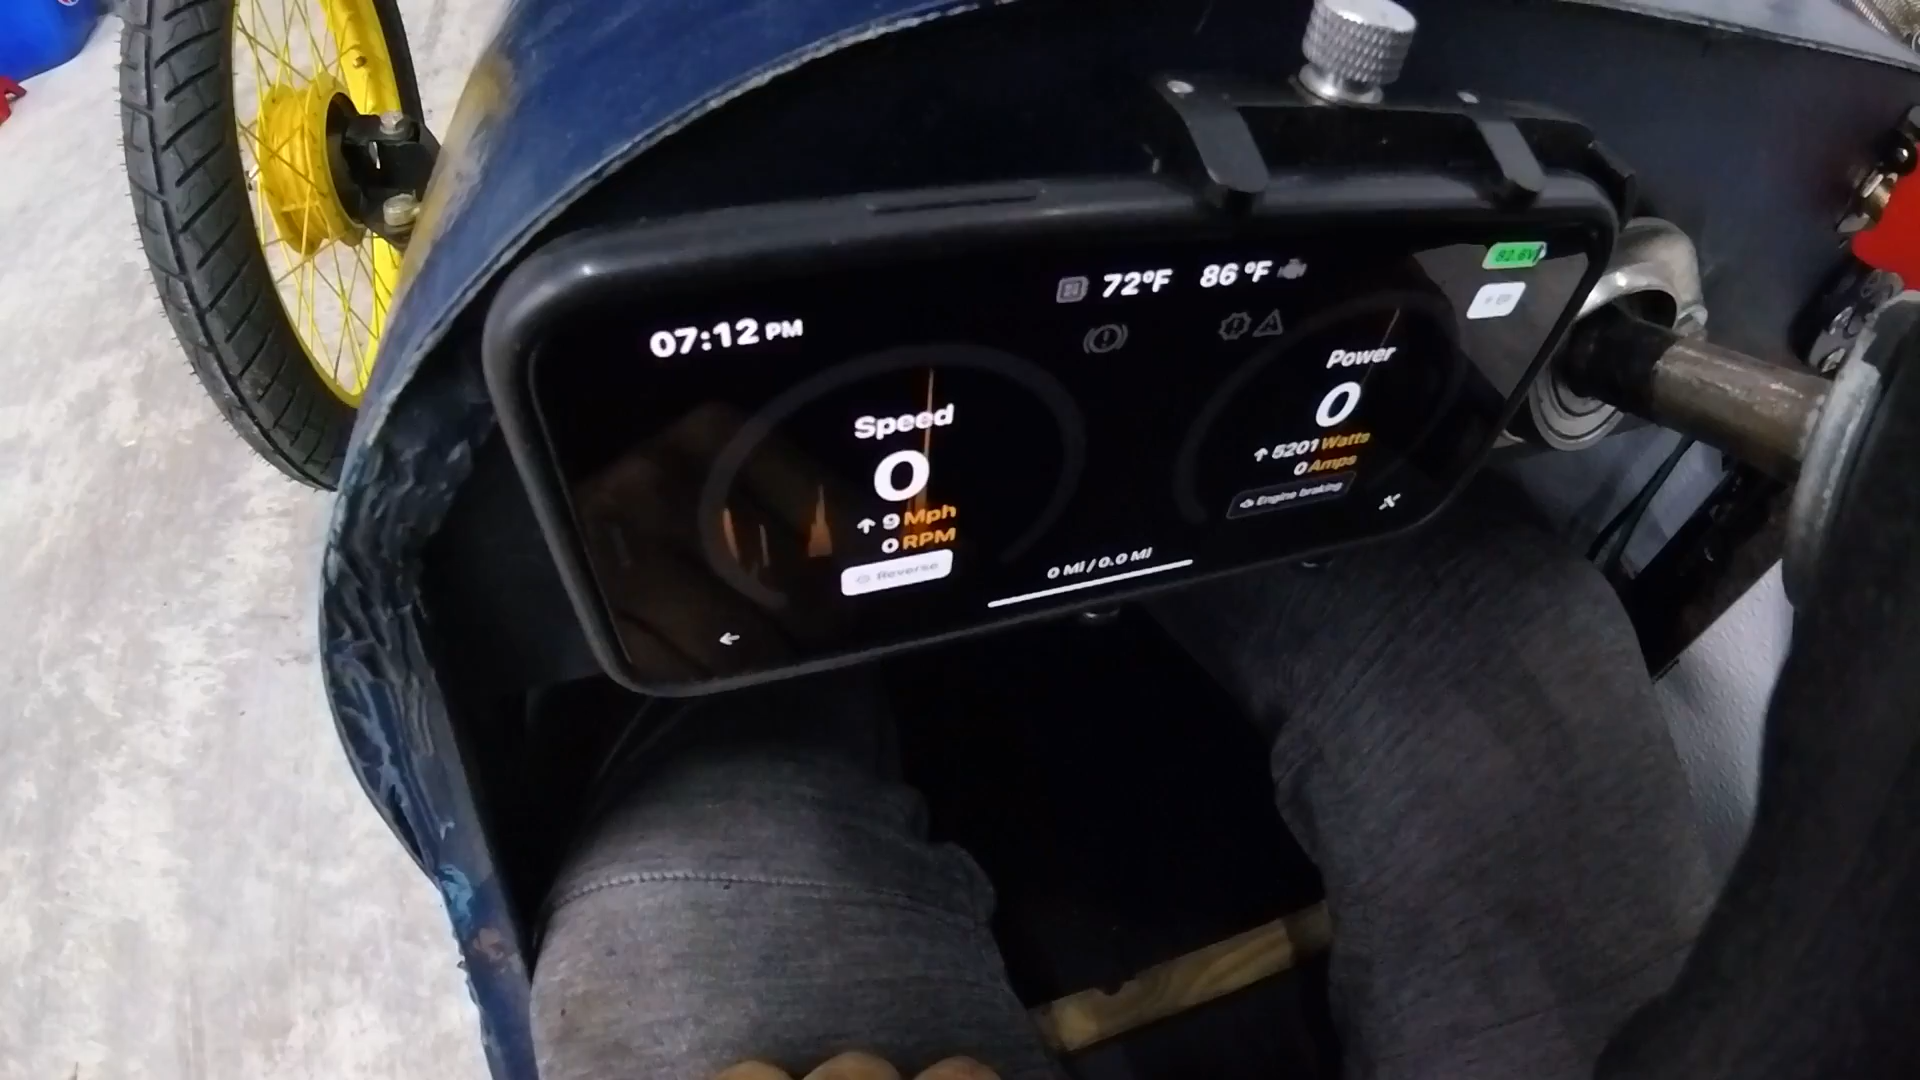 72°F 86°F
82.6V
07:12 PM
Speed
0
↑ 9 Mph
0 RPM
Reverse
Power
0
↑ 5201 Watts
0 Amps
Engine braking
0 MI / 0.0 MI